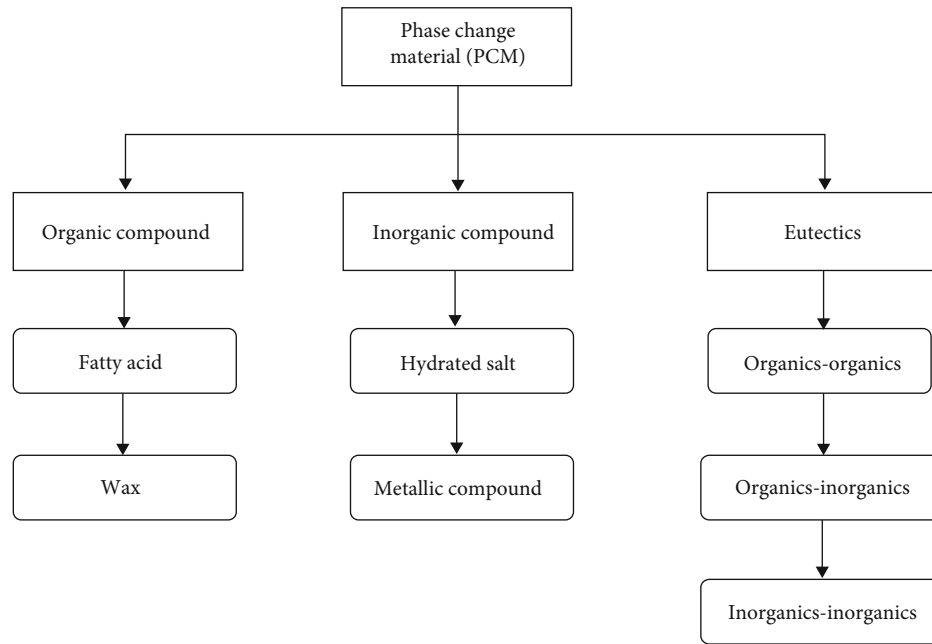 Phase change
material (PCM)
Organic compound
Inorganic compound
Eutectics
Fatty acid
Hydrated salt
Organics-organics
Wax
Metallic compound
Organics-inorganics
Inorganics-inorganics